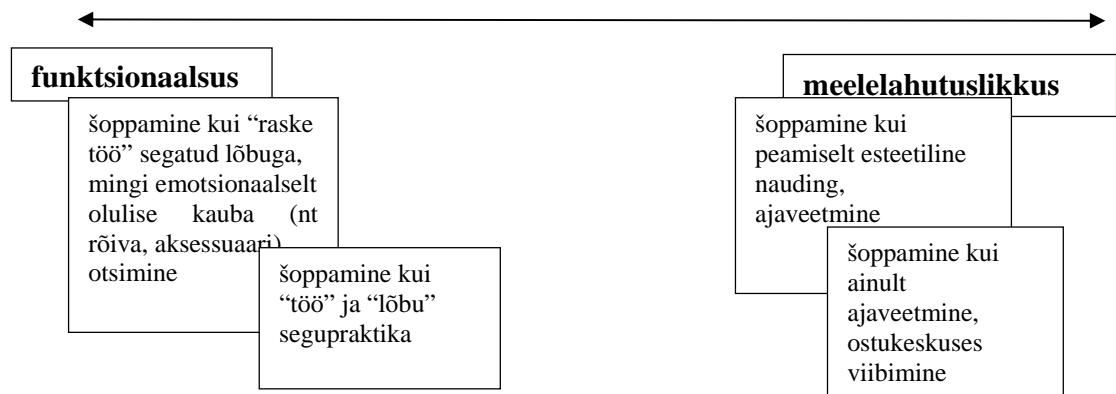 funktsionaalsus
šoppamine kui “raske
töö” segatud lõbuga,
mingi emotsionaalselt
olulise kauba (nt
rõiva, aksessuaari)
otsimine
šoppamine kui
“töö” ja “lõbu”
segupraktika
meelelahutuslikkus
šoppamine kui
peamiselt esteetiline
nauding,
ajaveetmine
šoppamine kui
ainult
ajaveetmine,
ostukeskuses
viibimine